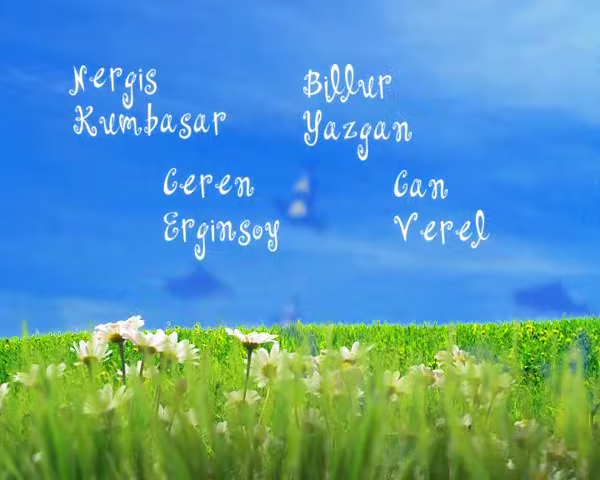 Nergis
Kumbasar
Billur
Yazgan
Ceren
Erginsoy
Can
Verel